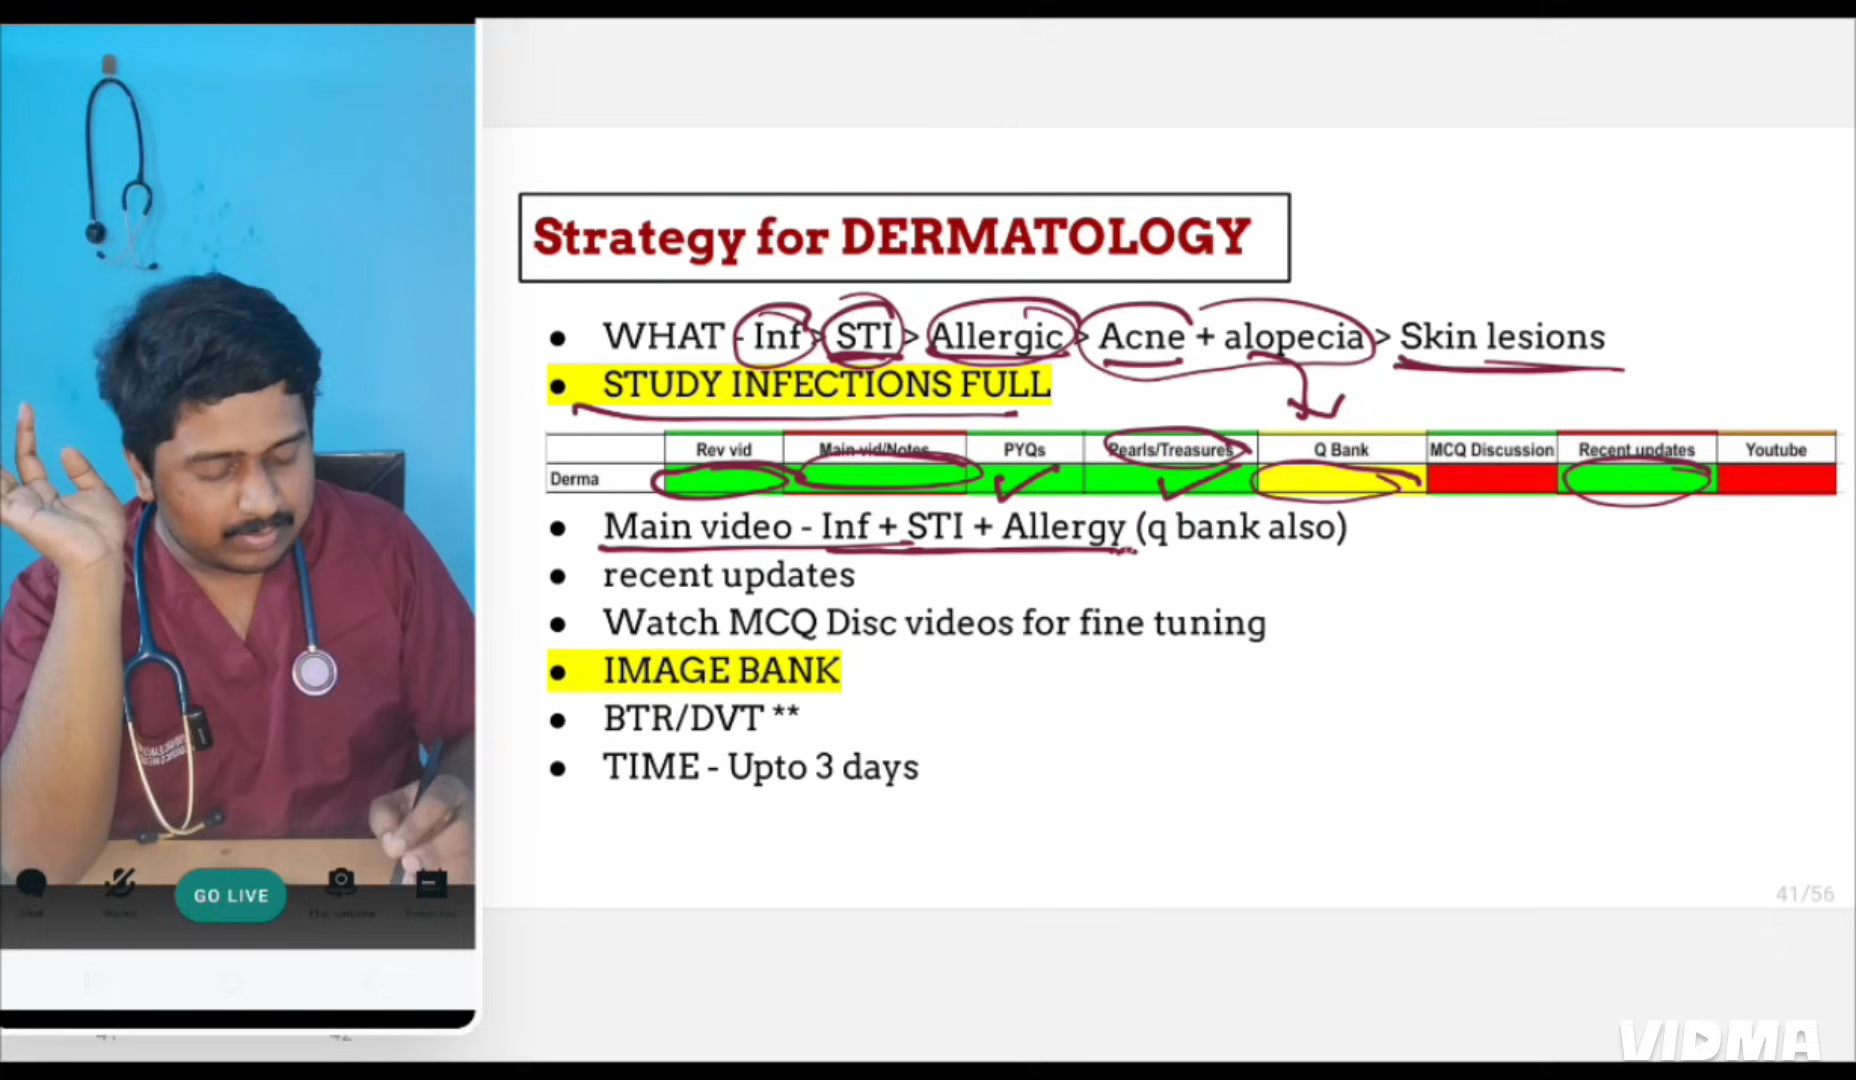 Strategy for DERMATOLOGY
● WHAT - Inf > STI > Allergic > Acne + alopecia > Skin lesions
● STUDY INFECTIONS FULL
Rev vid Main vid/Notes PYQs Pearls/Treasures Q Bank MCQ Discussion Recent updates Youtube
Derma
● Main video - Inf + STI + Allergy (q bank also)
● recent updates
● Watch MCQ Disc videos for fine tuning
● IMAGE BANK
● BTR/DVT **
● TIME - Upto 3 days
GO LIVE
41/56
41 42
VIDMA